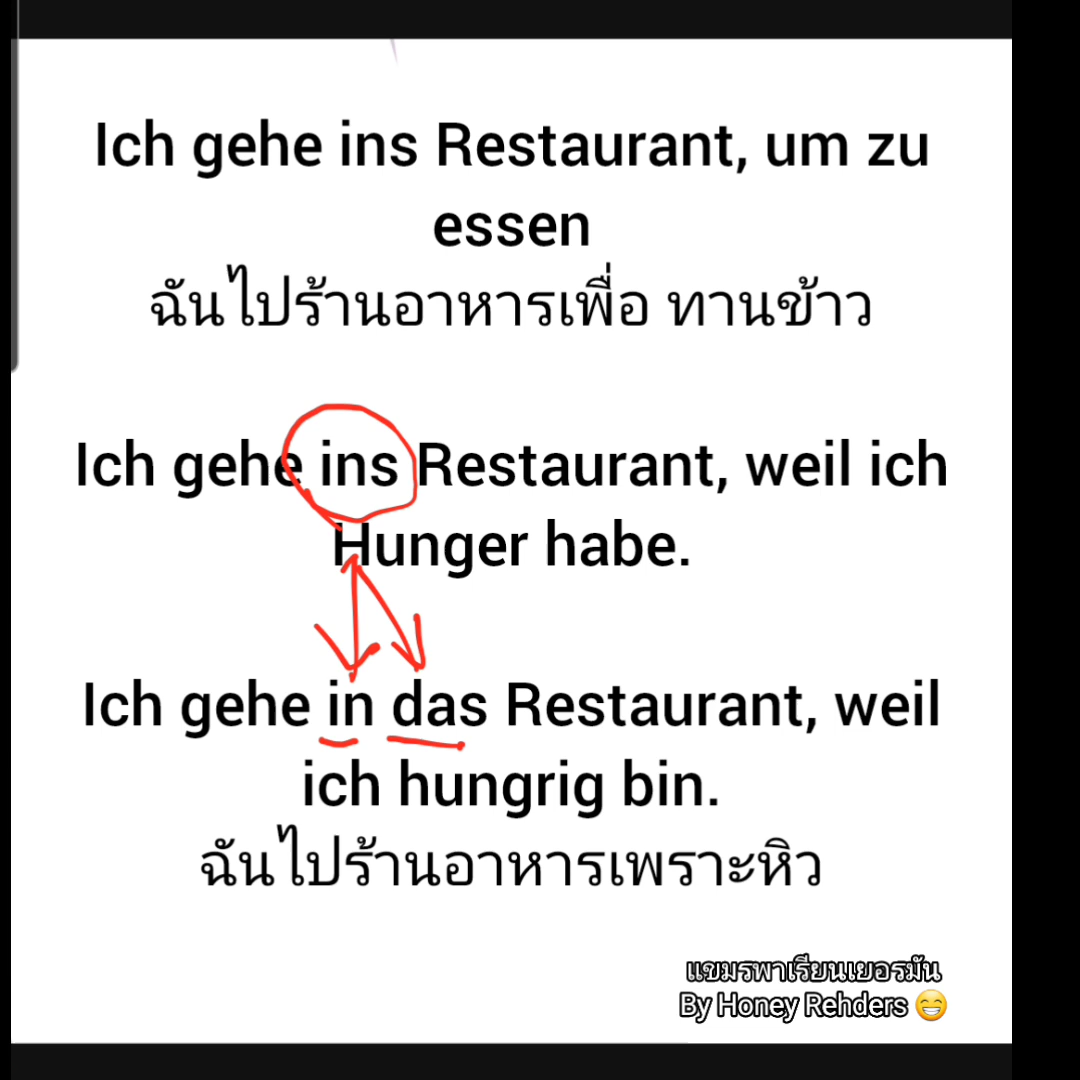 Ich gehe ins Restaurant, um zu
essen
ฉันไปร้านอาหารเพื่อ ทานข้าว
Ich gehe ins Restaurant, weil ich
Hunger habe.
Ich gehe in das Restaurant, weil
ich hungrig bin.
ฉันไปร้านอาหารเพราะหิว
แขมรพาเรียนเยอรมัน
By Honey Rehders 😁